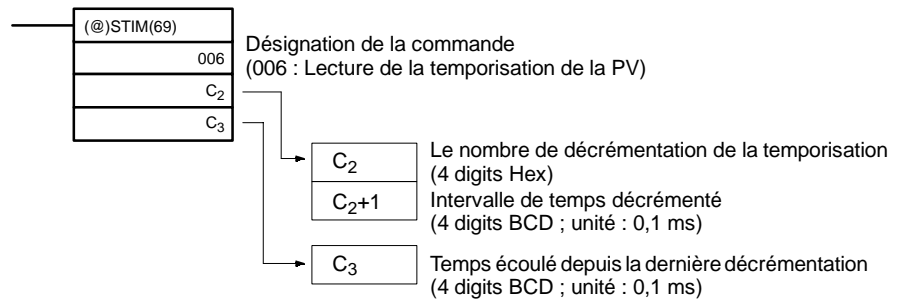 (@)STIM(69)
006
C2
C3
Désignation de la commande
(006 : Lecture de la temporisation de la PV)
C2
Le nombre de décrémentation de la temporisation
(4 digits Hex)
C2+1
Intervalle de temps décrémenté
(4 digits BCD ; unité : 0,1 ms)
C3
Temps écoulé depuis la dernière décrémentation
(4 digits BCD ; unité : 0,1 ms)